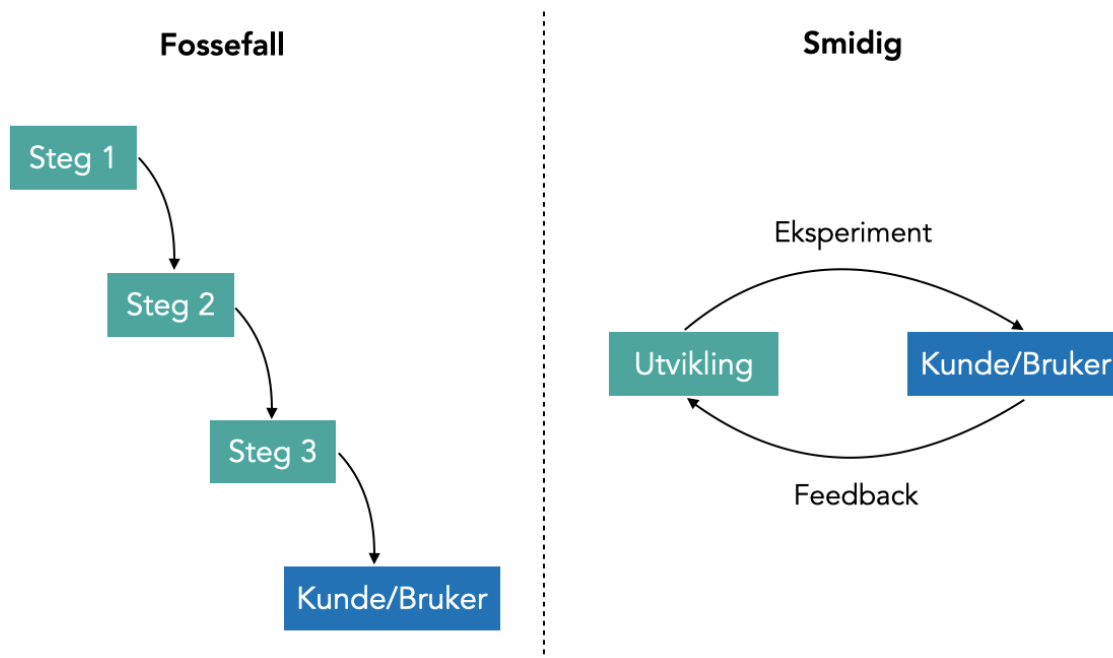 Fossefall
Steg 1
Steg 2
Steg 3
Kunde/Bruker
Smidig
Eksperiment
Utvikling
Kunde/Bruker
Feedback